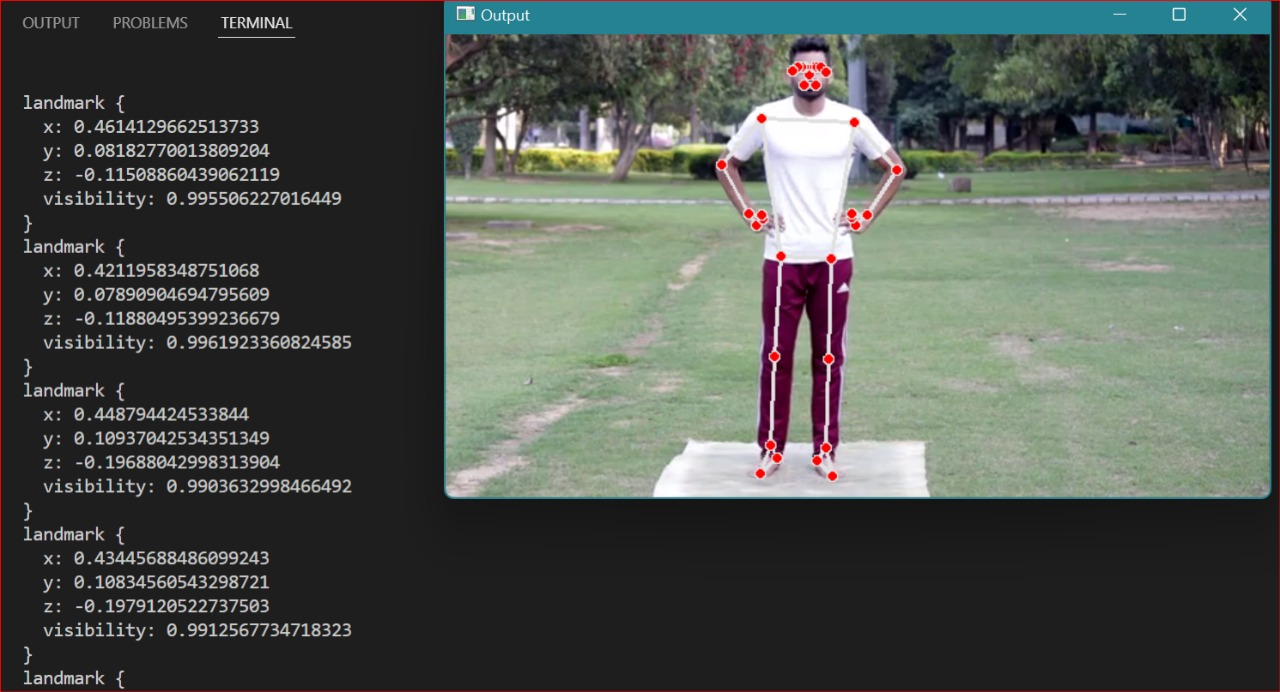 OUTPUT PROBLEMS TERMINAL
landmark {
x: 0.4614129662513733
y: 0.08182770013809204
z: -0.11508860439062119
visibility: 0.995506227016449
}
landmark {
x: 0.4211958348751068
y: 0.07890904694795609
z: -0.11880495399236679
visibility: 0.9961923360824585
}
landmark {
x: 0.448794424533844
y: 0.10937042534351349
z: -0.19688042998313904
visibility: 0.9903632998466492
}
landmark {
x: 0.43445688486099243
y: 0.10834560543298721
z: -0.1979120522737503
visibility: 0.9912567734718323
}
landmark {
Output